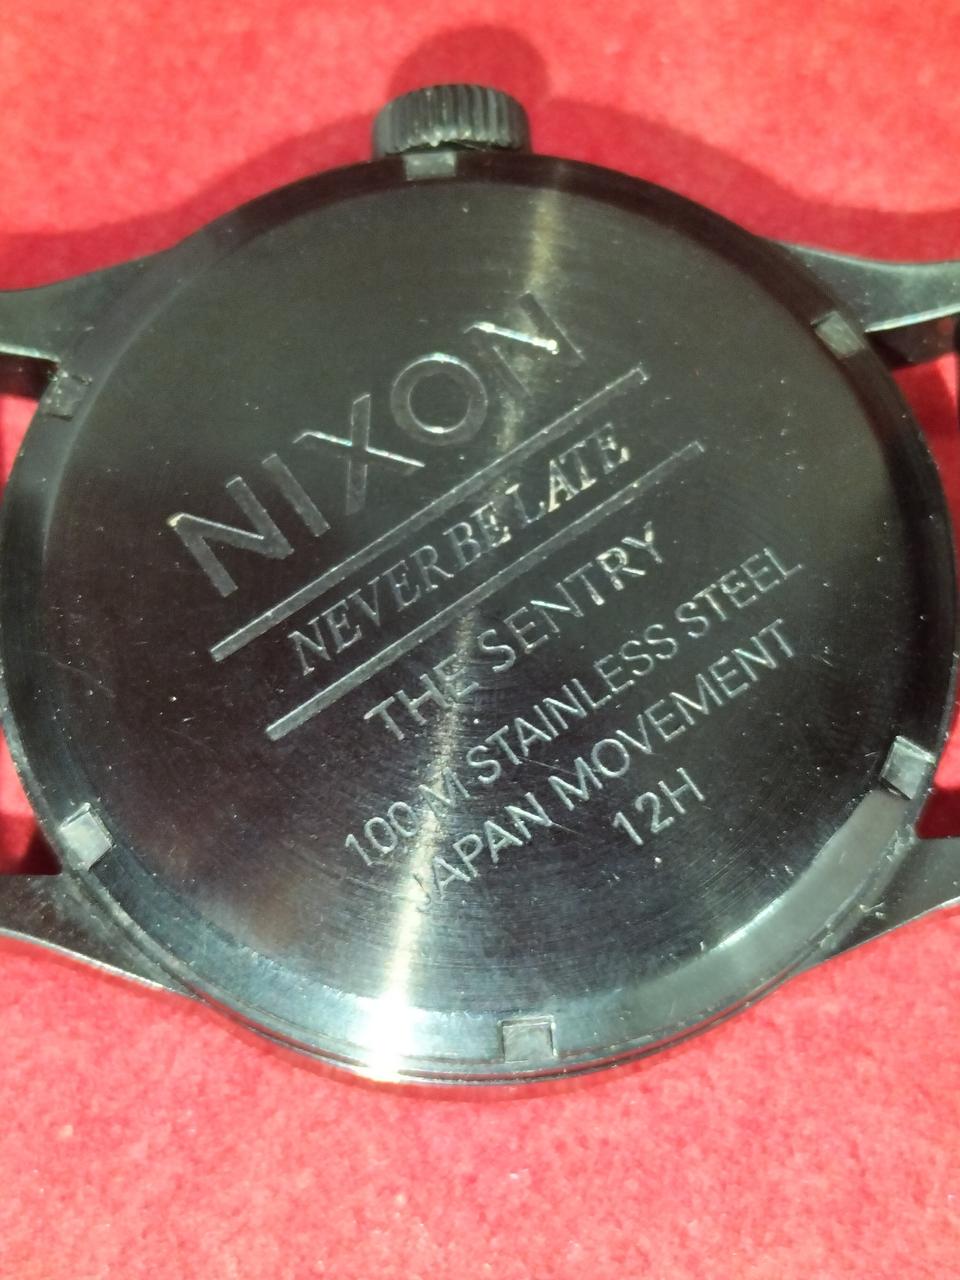 NIXON
NEVER BE LATE
THE SENTRY
100 M STAINLESS STEEL
JAPAN MOVEMENT
12H